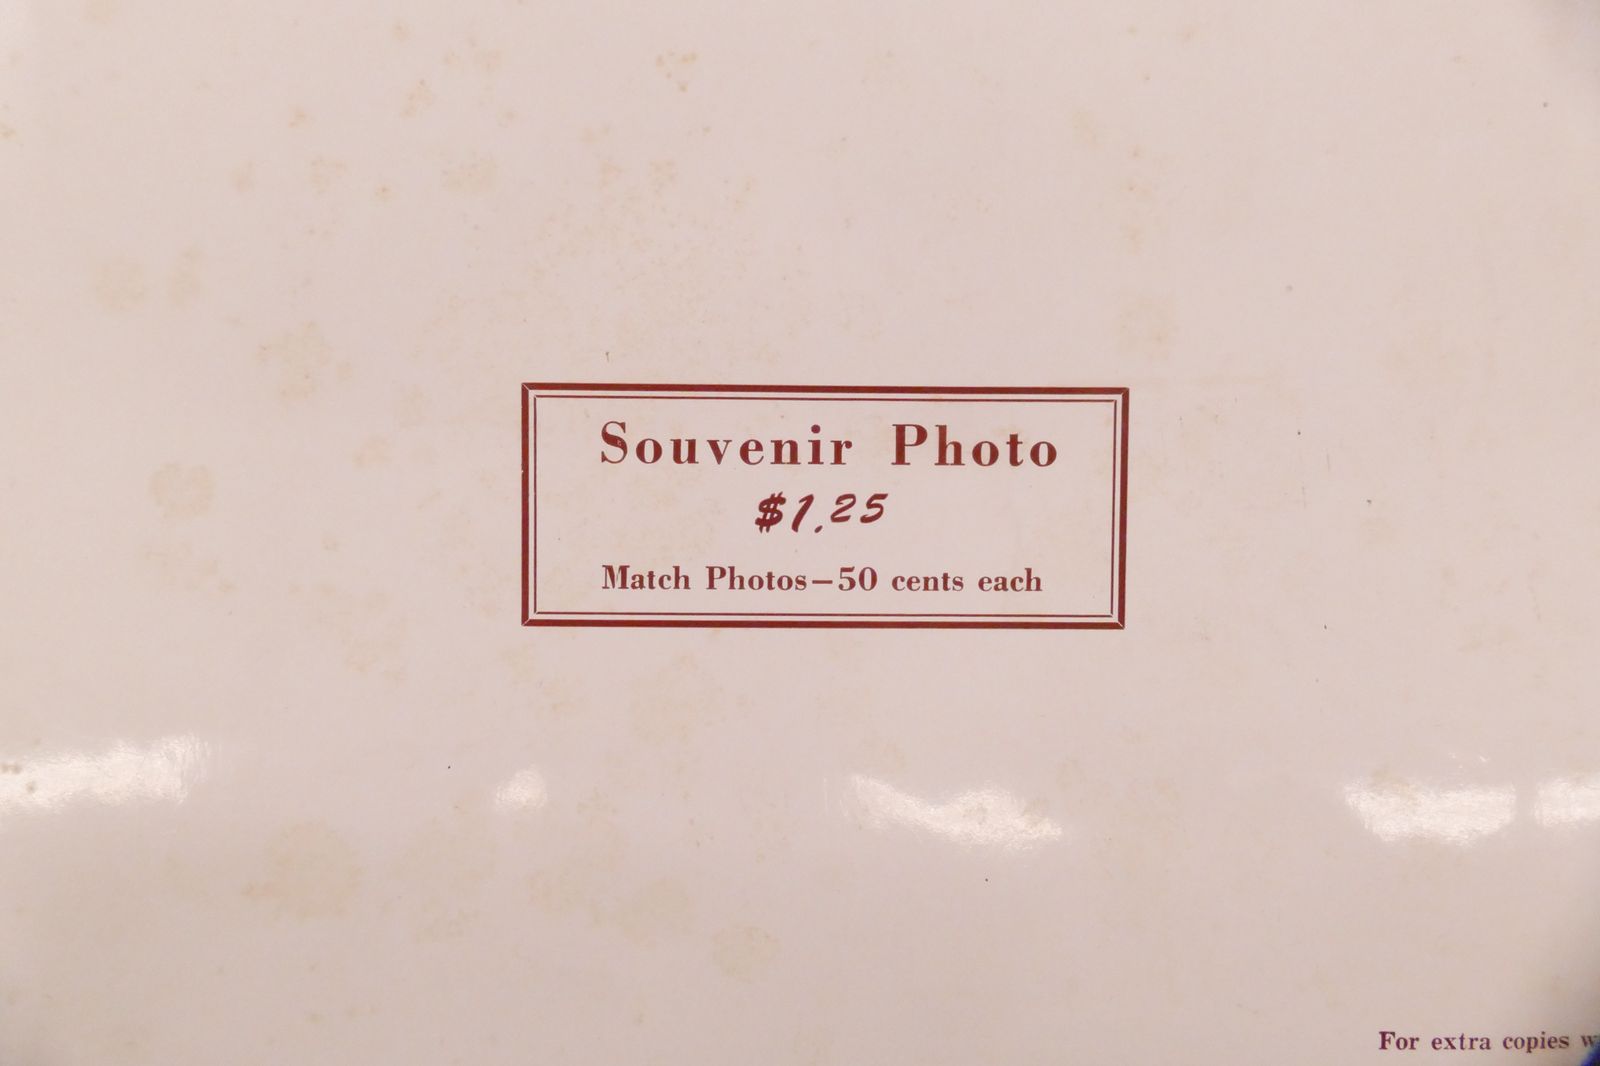 Souvenir Photo
$1.25
Match Photos—50 cents each
For extra copies